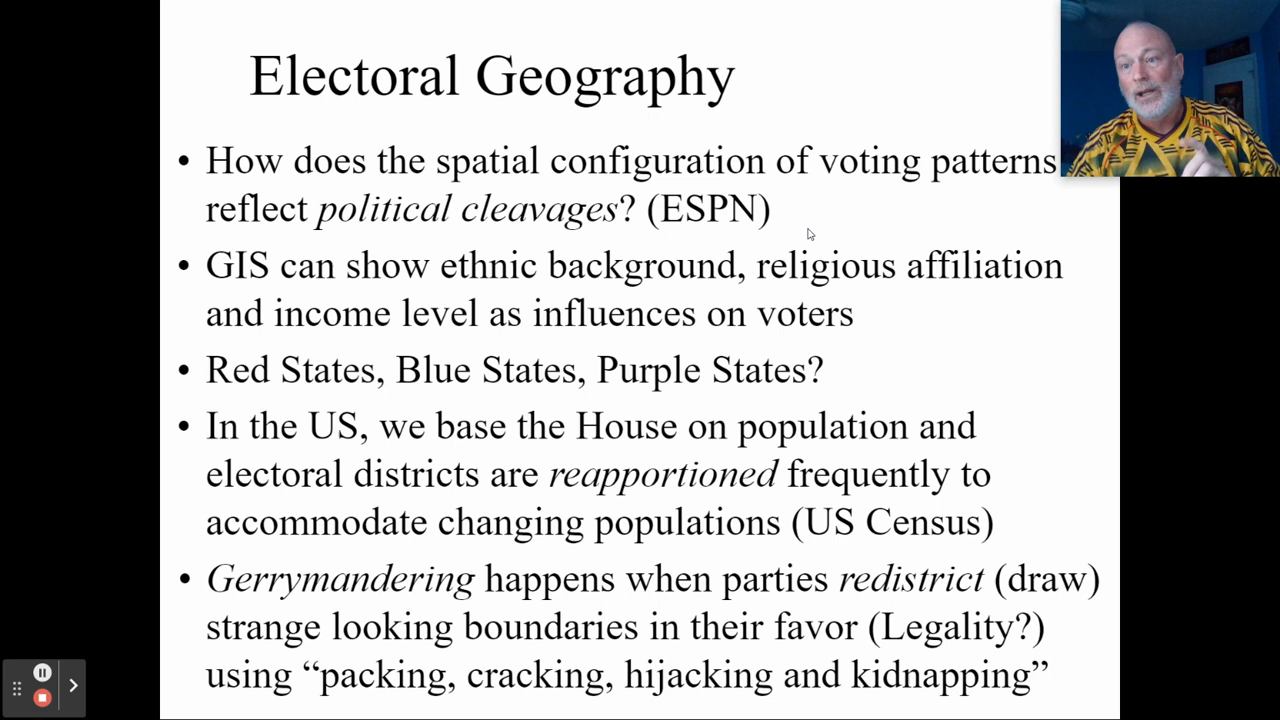 Electoral Geography
• How does the spatial configuration of voting patterns
reflect political cleavages? (ESPN)
• GIS can show ethnic background, religious affiliation
and income level as influences on voters
• Red States, Blue States, Purple States?
• In the US, we base the House on population and
electoral districts are reapportioned frequently to
accommodate changing populations (US Census)
• Gerrymandering happens when parties redistrict (draw)
strange looking boundaries in their favor (Legality?)
using “packing, cracking, hijacking and kidnapping”